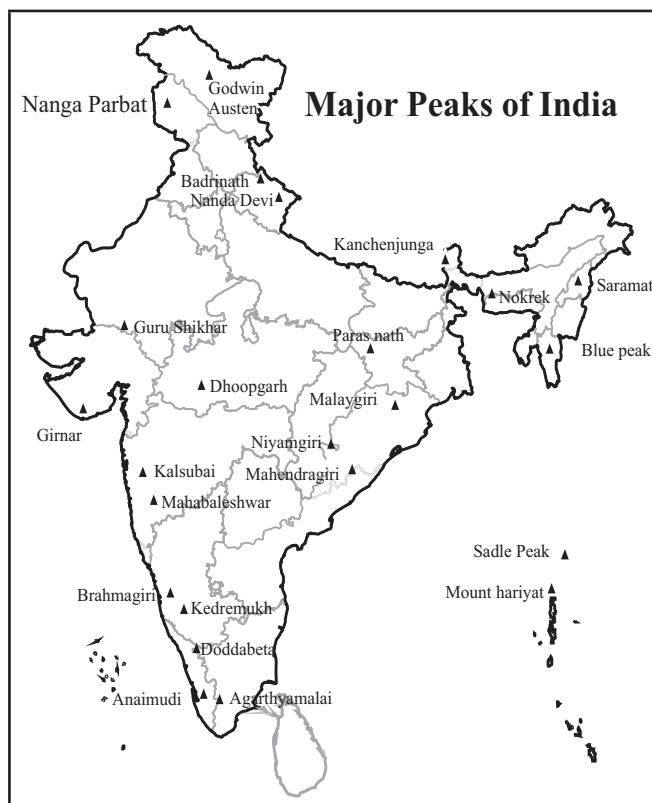 Godwin
Austen
Nanga Parbat
Major Peaks of India
Badrinath
Nanda Devi
Kanchenjunga
Saramat
Nokrek
Guru Shikhar
Paras nath
Blue peak
Dhoopgarh
Malaygiri
Girnar
Niyamgiri
Kalsubai
Mahendragiri
Mahabaleshwar
Sadle Peak
Mount hariyat
Brahmagiri
Kedremukh
Doddabeta
Anaimudi
Agarthyamalai